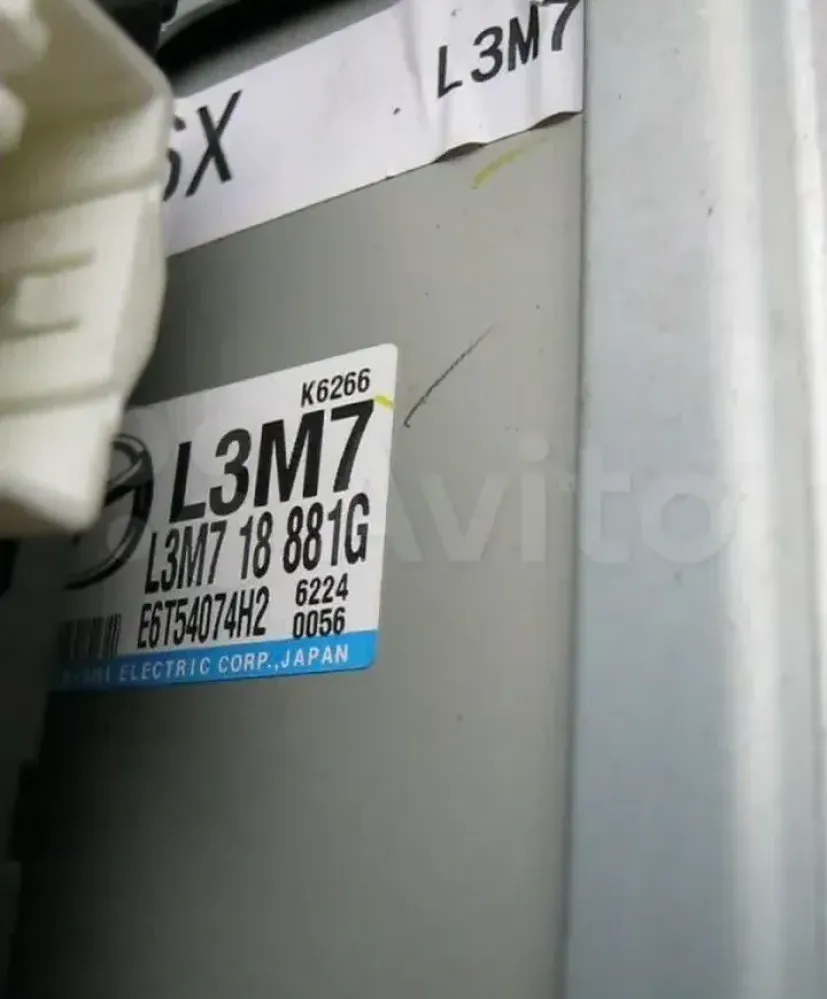 L3M7
K6266
L3M7
L3M7 18 881G
E6T54074H2 6224
0056
ELECTRIC CORP.,JAPAN
Avito